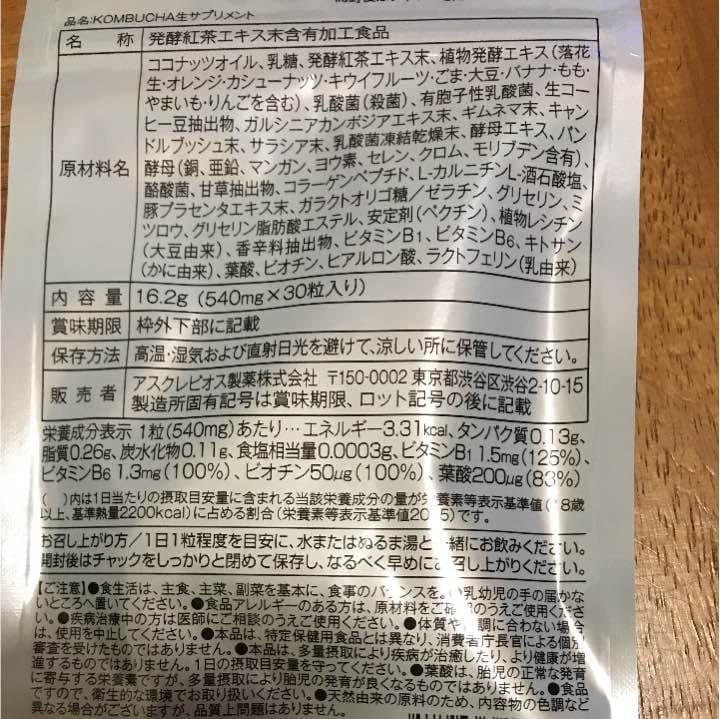 品名:KOMBUCHA生サプリメント
名 称 発酵紅茶エキス末含有加工食品
原材料名
ココナッツオイル、乳糖、発酵紅茶エキス末、植物発酵エキス(落花
生・オレンジ・カシューナッツ・キウイフルーツ・ごま・大豆・バナナ・もも・
やまいも・りんごを含む)、乳酸菌(殺菌)、有胞子性乳酸菌、生コー
ヒー豆抽出物、ガルシニアカンボジアエキス末、ギムネマ末、キャン
ドルブッシュ末、サラシア末、乳酸菌凍結乾燥末、酵母エキス、パン
酵母(銅、亜鉛、マンガン、ヨウ素、セレン、クロム、モリブデン含有)、
酪酸菌、甘草抽出物、コラーゲンペプチド、L-カルニチンL-酒石酸塩、
豚プラセンタエキス末、ガラクトオリゴ糖/ゼラチン、グリセリン、ミ
ツロウ、グリセリン脂肪酸エステル、安定剤(ペクチン)、植物レシチン
(大豆由来)、香辛料抽出物、ビタミンB1、ビタミンB6、キトサン
(かに由来)、葉酸、ビオチン、ヒアルロン酸、ラクトフェリン(乳由来)
内容量 16.2g(540mg×30粒入り)
賞味期限 枠外下部に記載
保存方法 高温・湿気および直射日光を避けて、涼しい所に保管してください。
販売者 アスクレピオス製薬株式会社 〒150-0002 東京都渋谷区渋谷2-10-15
製造所固有記号は賞味期限、ロット記号の後に記載
栄養成分表示 1粒(540mg)あたり…エネルギー3.31kcal、タンパク質0.13g、
脂質0.26g、炭水化物0.11g、食塩相当量0.0003g、ビタミンB1 1.5mg(125%)、
ビタミンB6 1.3mg(100%)、ビオチン50μg(100%)、葉酸200μg(83%)
( )内は1日当たりの摂取目安量に含まれる当該栄養成分の量が栄養素等表示基準値(18歳
以上、基準熱量2200kcal)に占める割合(栄養素等表示基準値2015)です。
お召し上がり方/1日1粒程度を目安に、水またはぬるま湯と一緒にお飲みください。
開封後はチャックをしっかりと閉めて保存し、なるべく早めにお召し上がりください。
【ご注意】●食生活は、主食、主菜、副菜を基本に、食事のバランスを。●乳幼児の手の届かな
いところへ置いてください。●食品アレルギーのある方は、原材料をご確認のうえご使用くださ
い。●疾病治療中の方は医師にご相談のうえご使用ください。●体質や体調に合わない場合
は、使用を中止してください。●本品は、特定保健用食品とは異なり、消費者庁長官による個別
審査を受けたものではありません。●本品は、多量摂取により疾病が治癒したり、より健康が増
進するものではありません。1日の摂取目安量を守ってください。●葉酸は、胎児の正常な発育
に寄与する栄養素ですが、多量摂取により胎児の発育が良くなるものではありません。●食品
ですので、衛生的な環境でお取り扱いください。●天然由来の原料のため、内容物の色調など
異なる場合がございますが、品質上問題はありません。